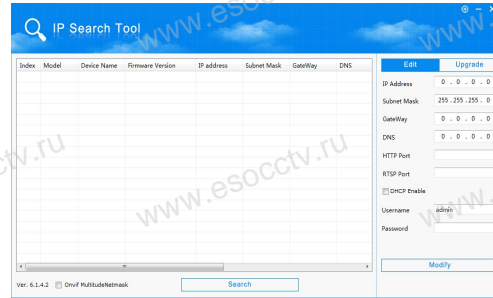 IP Search Tool
www.esocctv.ru
Index Model Device Name Firmware Version IP address Subnet Mask GateWay DNS
Edit Upgrade
IP Address 0 . 0 . 0 . 0
Subnet Mask 255 . 255 . 255 . 0
GateWay 0 . 0 . 0 . 0
DNS 0 . 0 . 0 . 0
HTTP Port
RTSP Port
DHCP Enable
Username admin
Password
Modify
www.esocctv.ru
Ver. 6.1.4.2 Onvif MultitudeNetmask Search